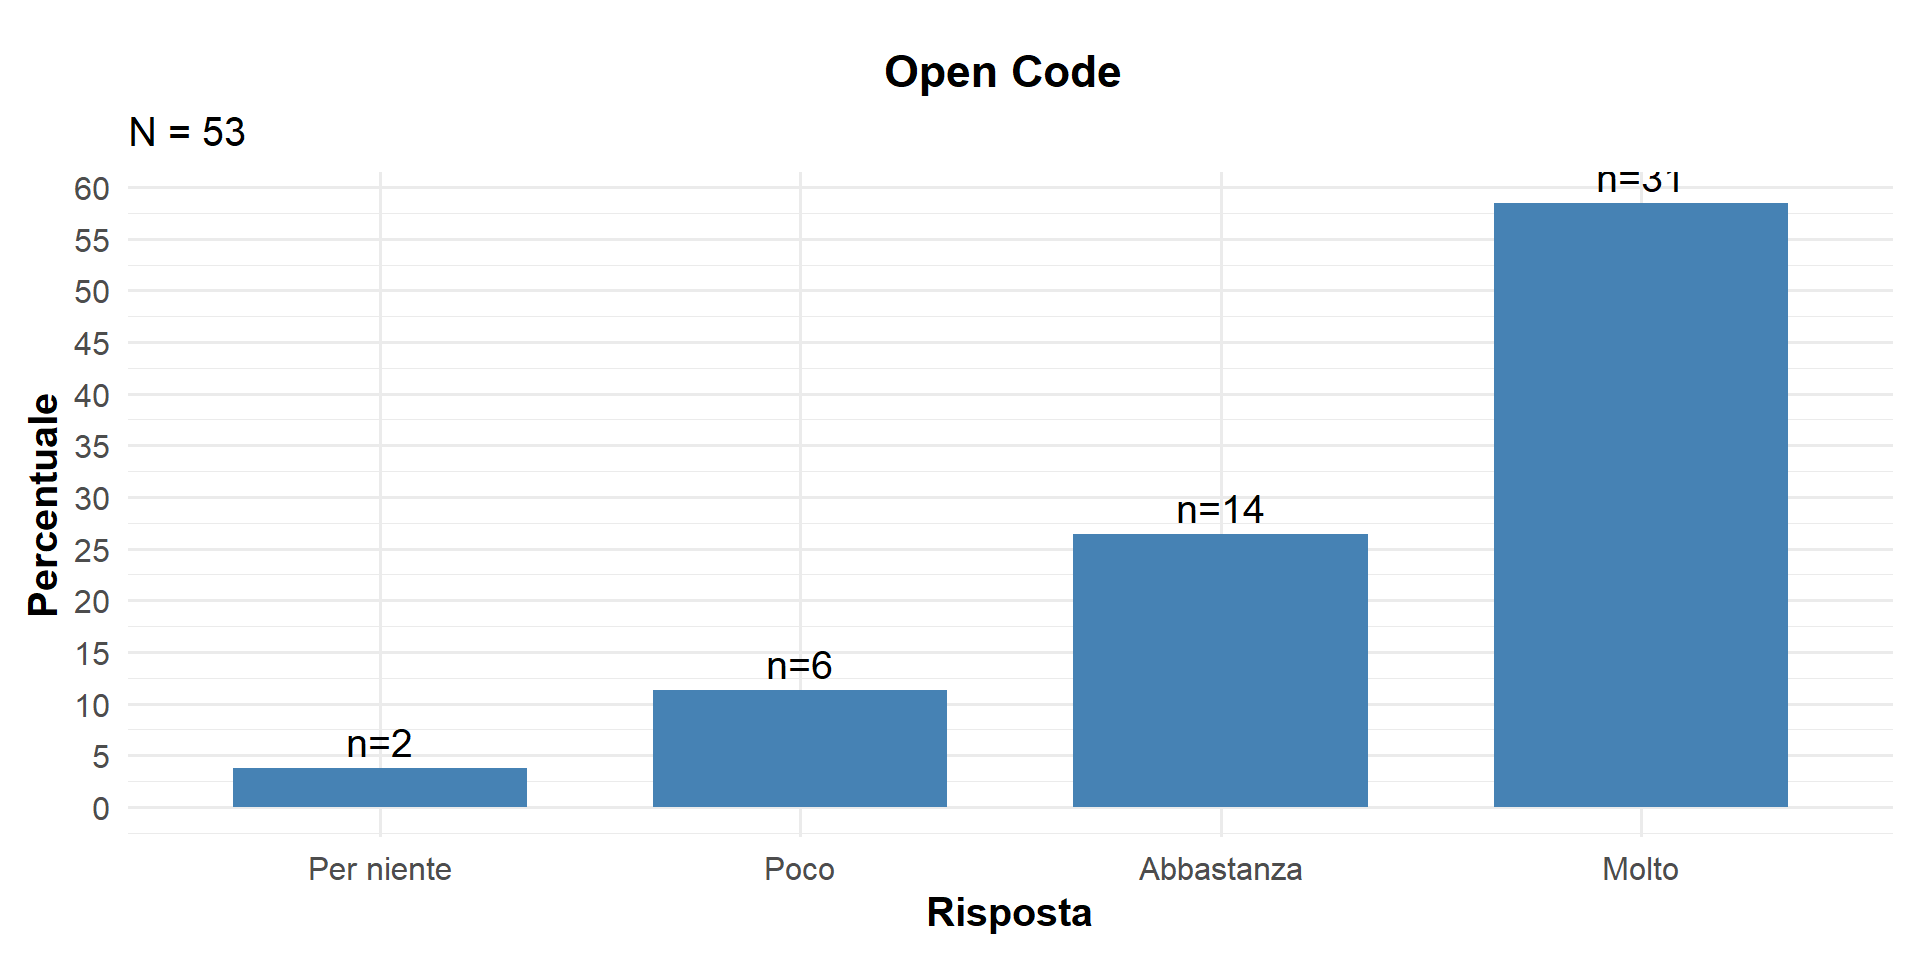 Open Code
N = 53
60
55
50
45
40
35
30
25
20
15
10
5
0
Percentuale
n=2
n=6
n=14
n=31
Per niente
Poco
Abbastanza
Molto
Risposta